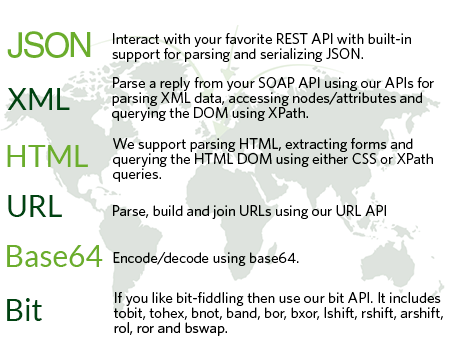 JSON
Interact with your favorite REST API with built-in
support for parsing and serializing JSON.
XML
Parse a reply from your SOAP API using our APIs for
parsing XML data, accessing nodes/attributes and
querying the DOM using XPath.
HTML
We support parsing HTML, extracting forms and
querying the HTML DOM using either CSS or XPath
queries.
URL
Parse, build and join URLs using our URL API
Base64
Encode/decode using base64.
Bit
If you like bit-fiddling then use our bit API. It includes
tobit, tohex, bnot, band, bor, bxor, lshift, rshift, arshift,
rol, ror and bswap.